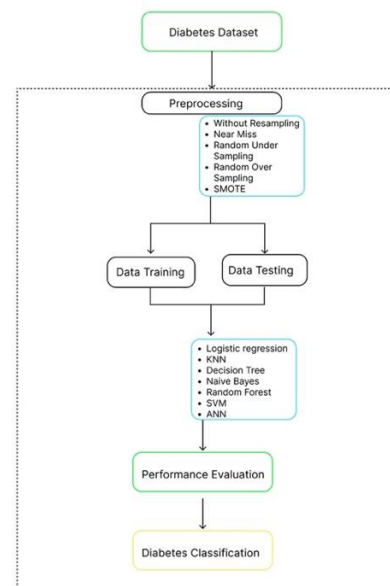 Diabetes Dataset
Preprocessing
• Without Resampling
• Near Miss
• Random Under
Sampling
• Random Over
Sampling
• SMOTE
Data Training
Data Testing
• Logistic regression
• KNN
• Decision Tree
• Naive Bayes
• Random Forest
• SVM
• ANN
Performance Evaluation
Diabetes Classification